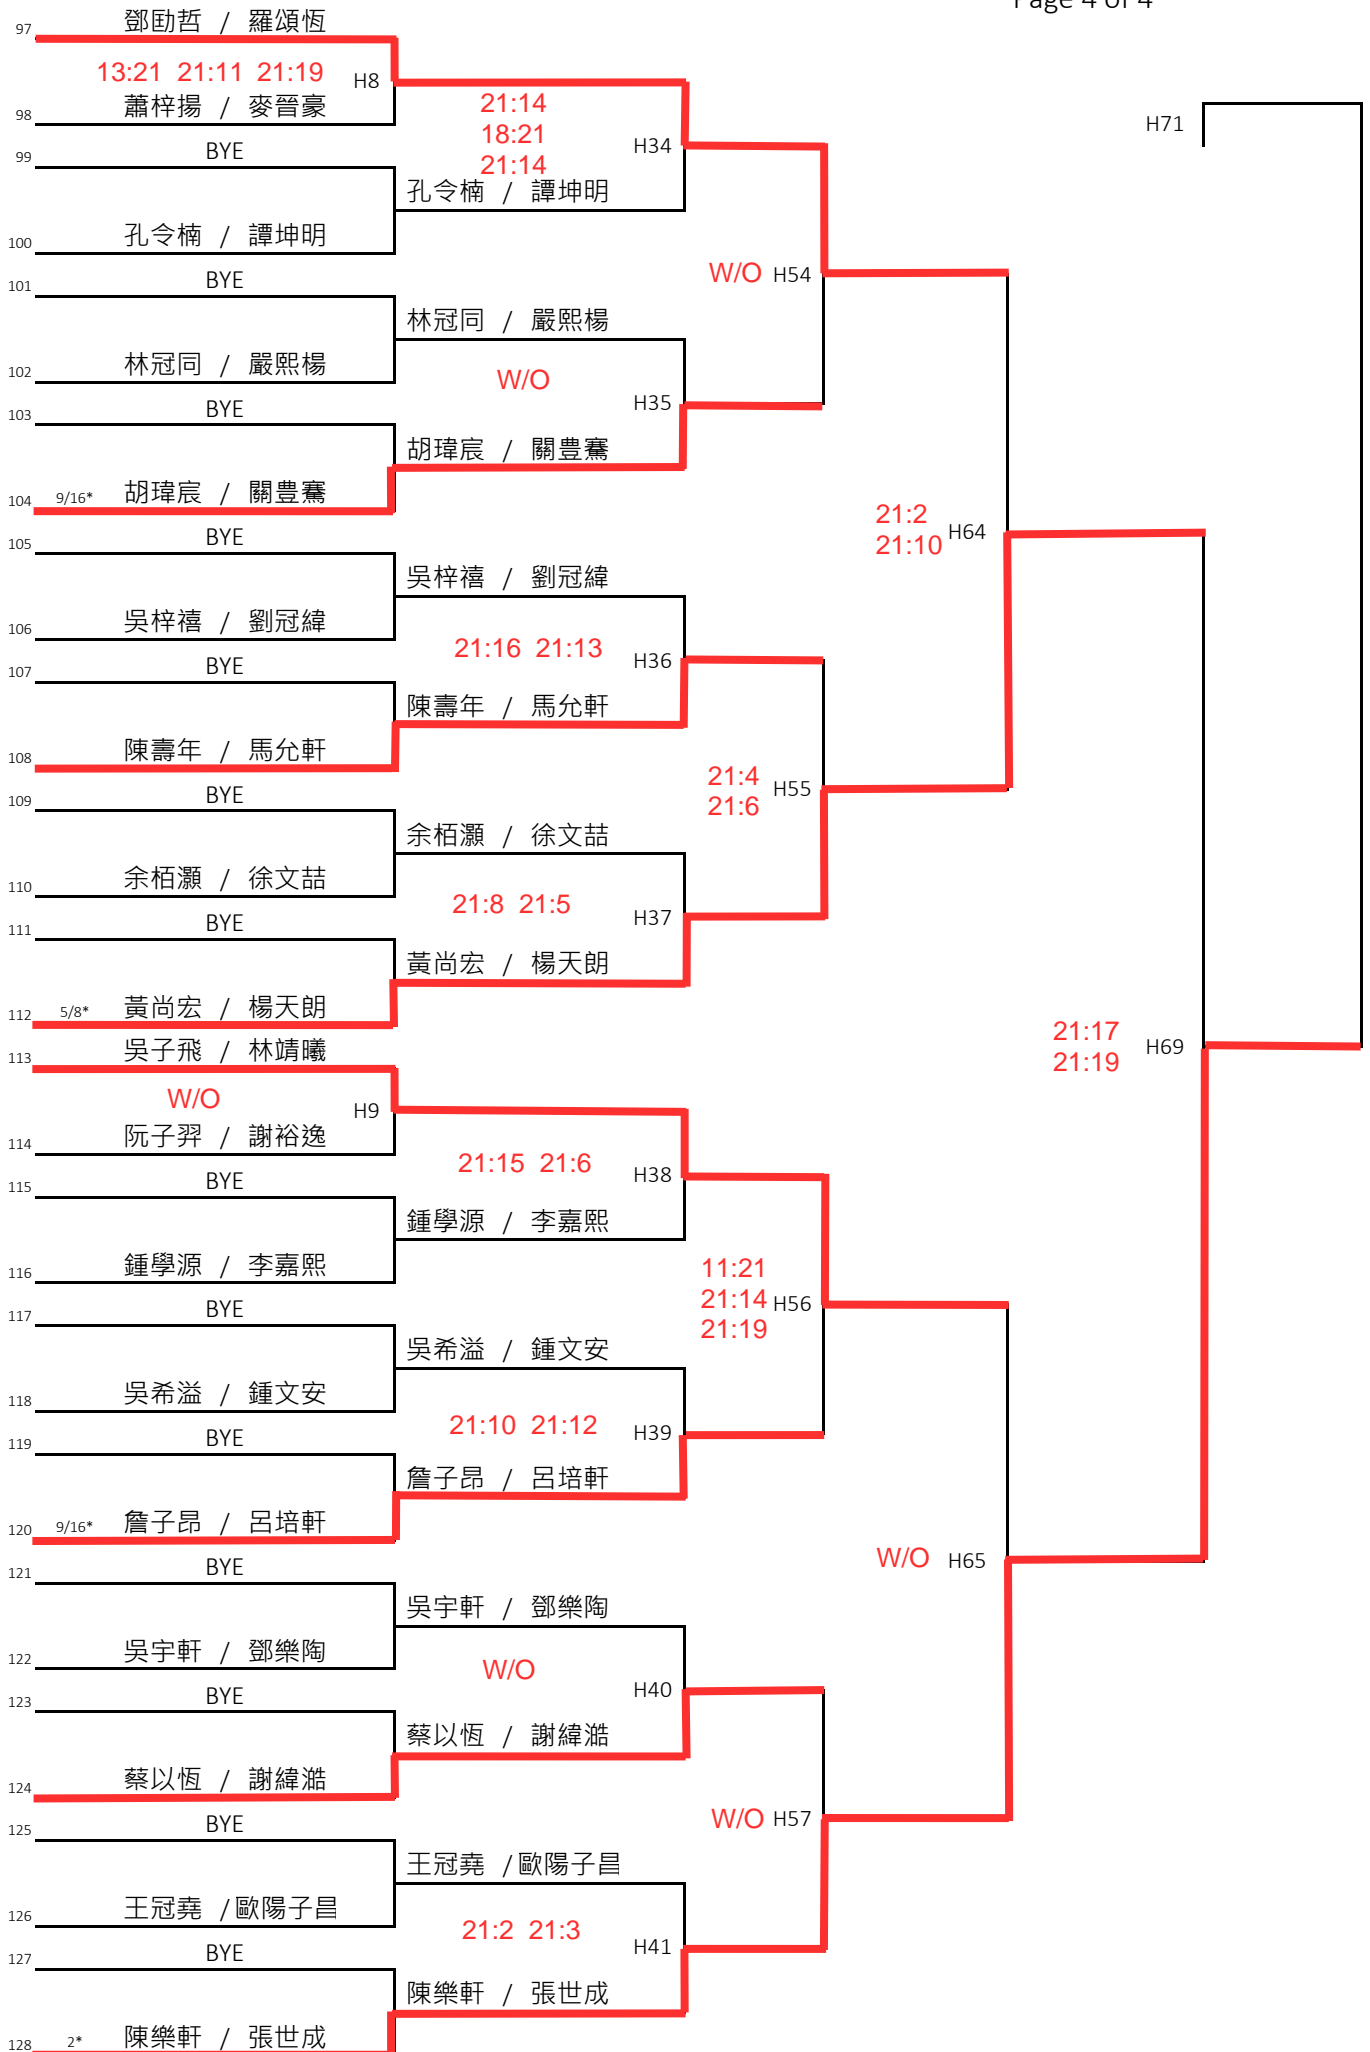 Page 4 of 4
97 鄧劻哲 / 羅頌恆
13:21 21:11 21:19 H8
98 蕭梓揚 / 麥晉豪
21:14
18:21
21:14
H34
H71
99 BYE
孔令楠 / 譚坤明
100 孔令楠 / 譚坤明
W/O H54
101 BYE
林冠同 / 嚴熙楊
102 林冠同 / 嚴熙楊
W/O
H35
103 BYE
胡瑋宸 / 關豊騫
104 9/16* 胡瑋宸 / 關豊騫
21:2
21:10
H64
105 BYE
吳梓禧 / 劉冠緯
106 吳梓禧 / 劉冠緯
21:16 21:13 H36
107 BYE
陳壽年 / 馬允軒
108 陳壽年 / 馬允軒
21:4
21:6
H55
109 BYE
余栢灝 / 徐文喆
110 余栢灝 / 徐文喆
21:8 21:5 H37
111 BYE
黃尚宏 / 楊天朗
112 5/8* 黃尚宏 / 楊天朗
21:17
21:19
H69
113 吳子飛 / 林靖曦
W/O H9
114 阮子羿 / 謝裕逸
21:15 21:6 H38
115 BYE
鍾學源 / 李嘉熙
116 鍾學源 / 李嘉熙
11:21
21:14
21:19
H56
117 BYE
吳希溢 / 鍾文安
118 吳希溢 / 鍾文安
21:10 21:12 H39
119 BYE
詹子昂 / 呂培軒
120 9/16* 詹子昂 / 呂培軒
W/O H65
121 BYE
吳宇軒 / 鄧樂陶
122 吳宇軒 / 鄧樂陶
W/O
H40
123 BYE
蔡以恆 / 謝緯澔
124 蔡以恆 / 謝緯澔
W/O H57
125 BYE
王冠堯 /歐陽子昌
126 王冠堯 /歐陽子昌
21:2 21:3 H41
127 BYE
陳樂軒 / 張世成
128 2* 陳樂軒 / 張世成